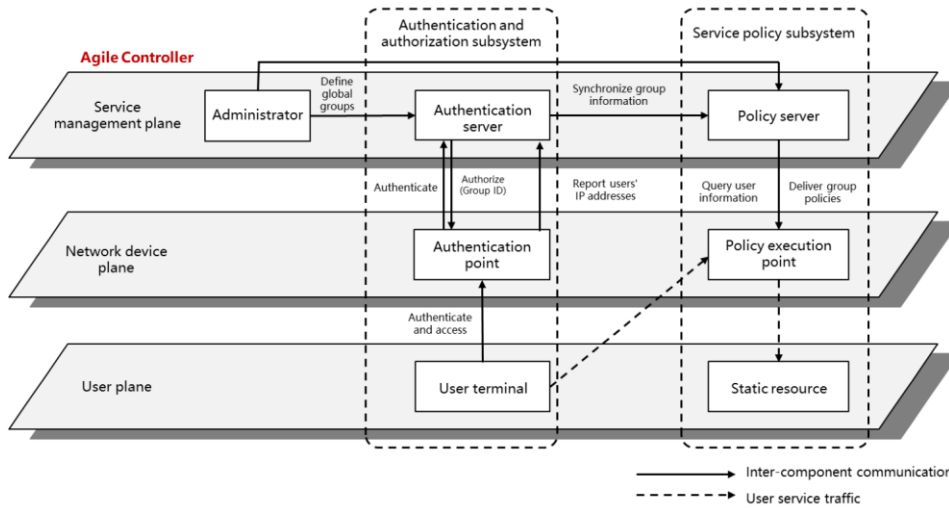 Authentication and
authorization subsystem
Service policy subsystem
Agile Controller
Service
management plane
Administrator
Define
global
groups
Authentication
server
Synchronize group
information
Policy server
Authenticate
Authorize
(Group ID)
Report users'
IP addresses
Query user
information
Deliver group
policies
Network device
plane
Authentication
point
Policy execution
point
Authenticate
and access
User plane
User terminal
Static resource
Inter-component communication
User service traffic